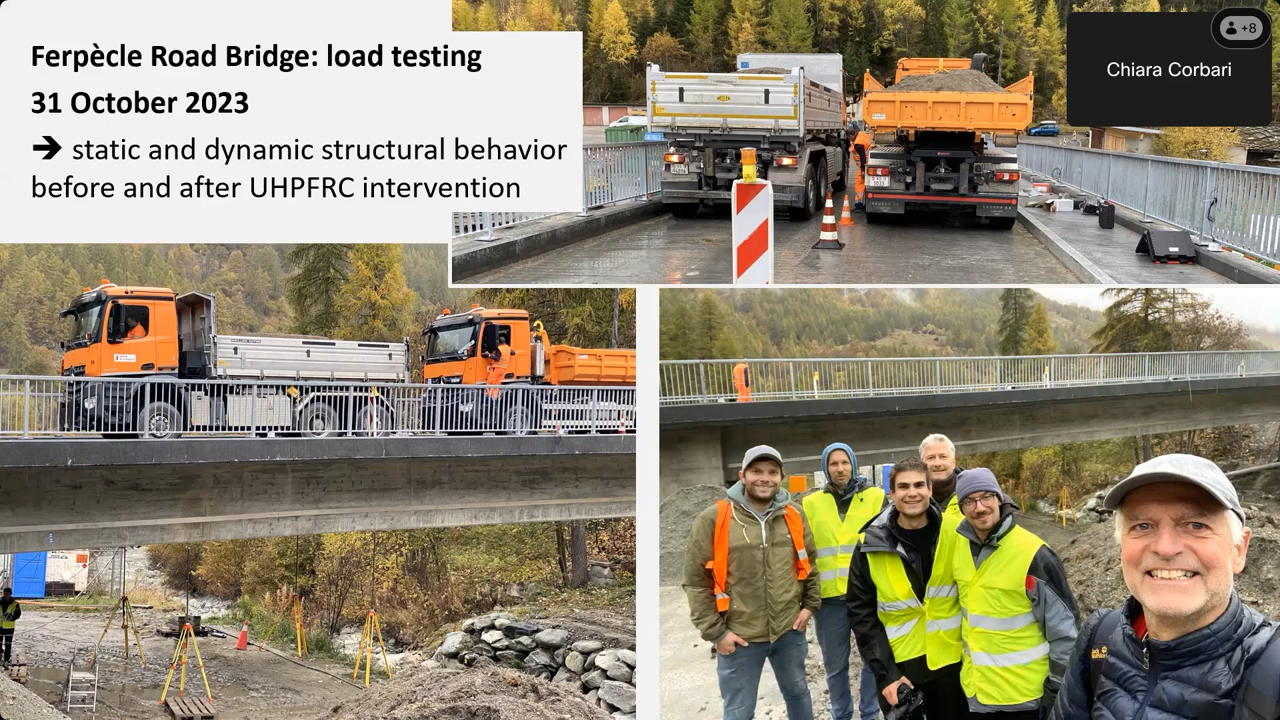 Ferpècle Road Bridge: load testing
31 October 2023
➔ static and dynamic structural behavior
before and after UHPFRC intervention
Chiara Corbari
+8